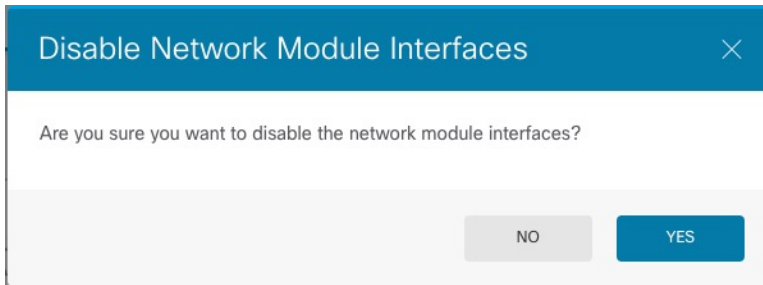 Disable Network Module Interfaces
Are you sure you want to disable the network module interfaces?
NO
YES